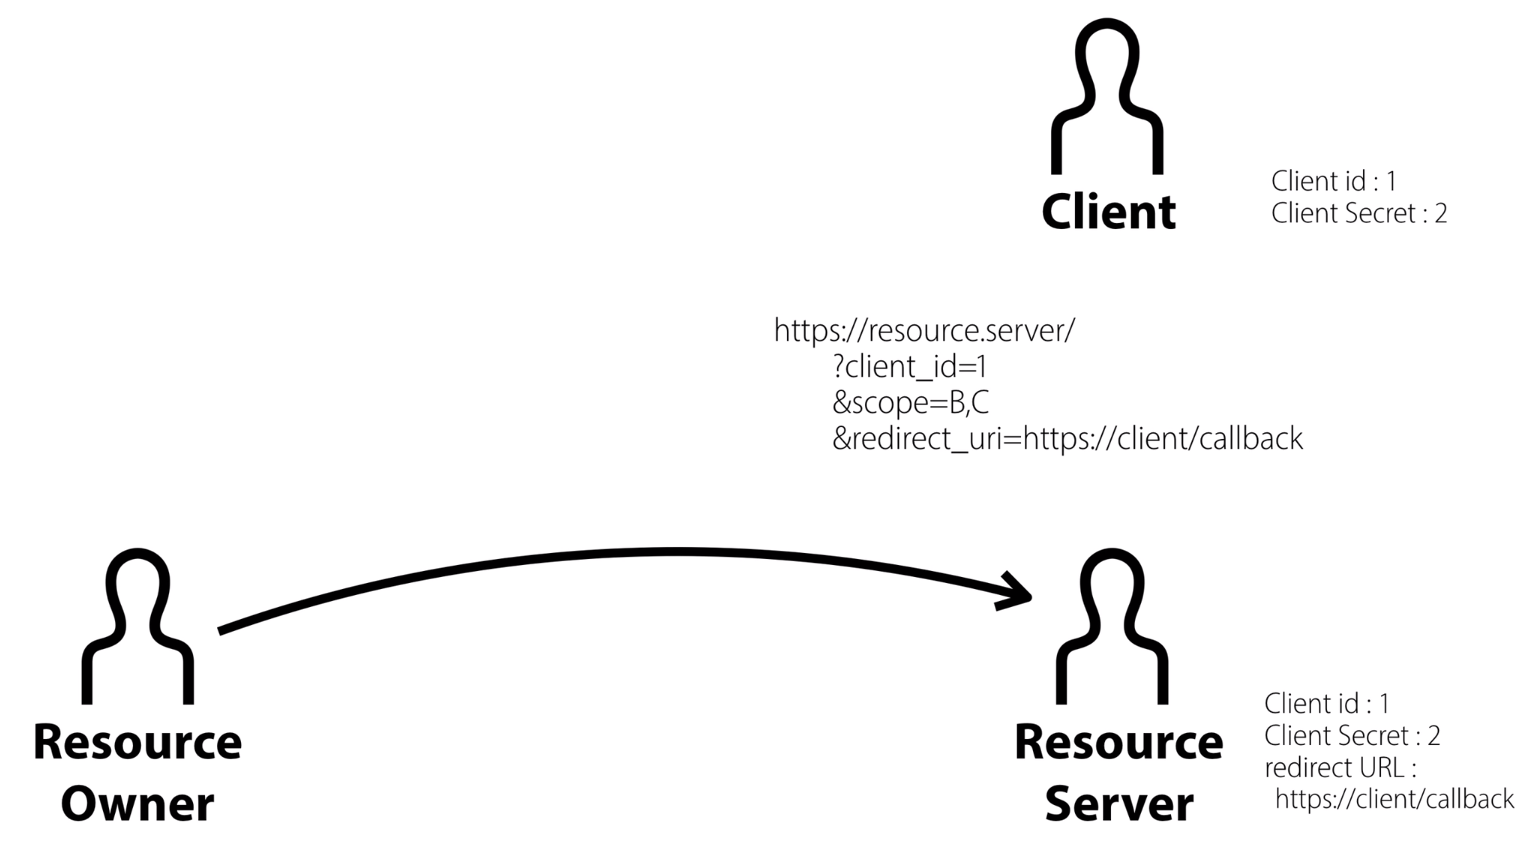 Client
Client id : 1
Client Secret : 2
https://resource.server/
?client_id=1
&scope=B,C
&redirect_uri=https://client/callback
Resource
Owner
Resource
Server
Client id : 1
Client Secret : 2
redirect URL :
https://client/callback